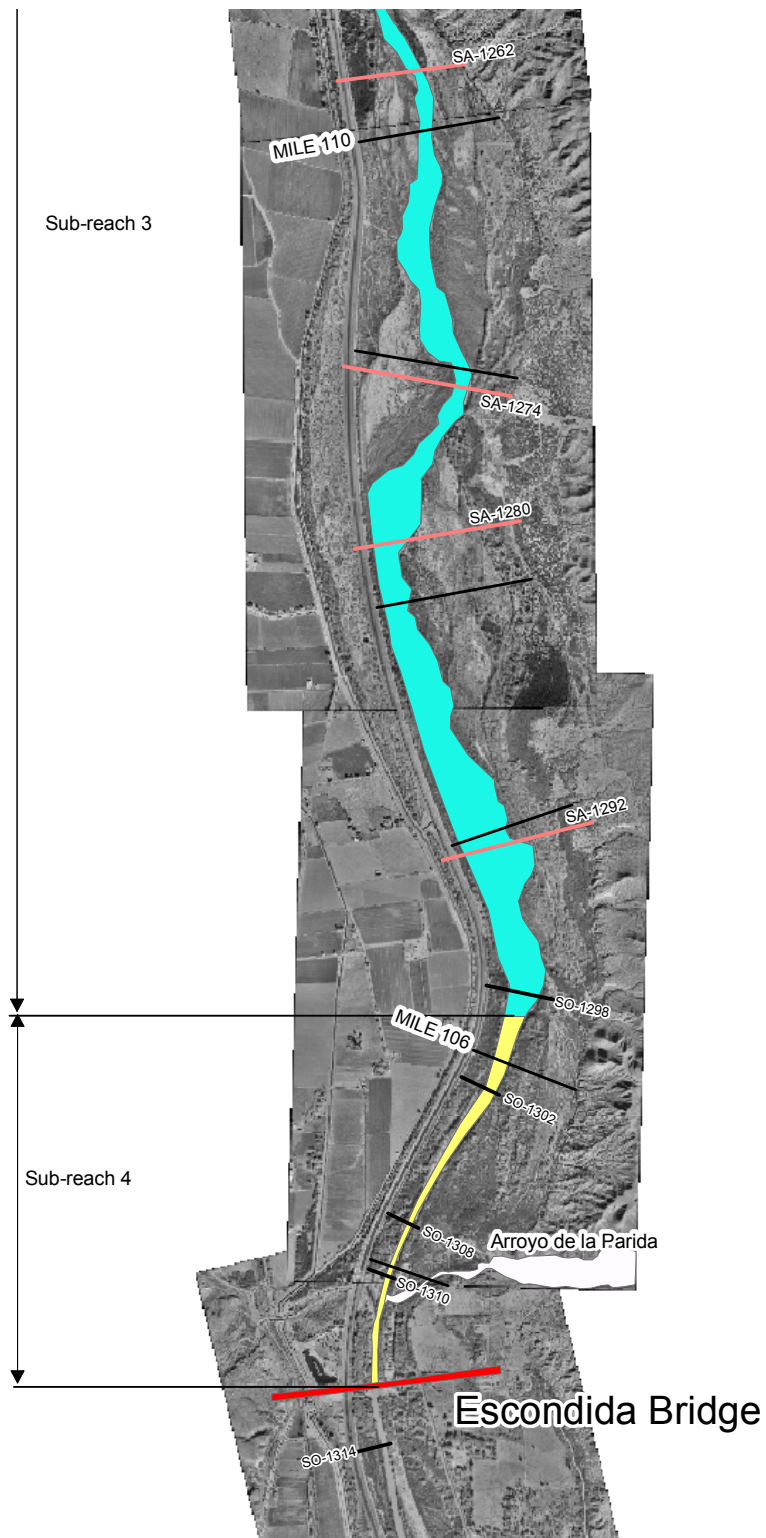 SA-1262
MILE 110
Sub-reach 3
SA-1274
SA-1280
SA-1292
SO-1298
MILE 106
SO-1302
Sub-reach 4
SO-1308
Arroyo de la Parida
SO-1310
Escondida Bridge
SO-1314